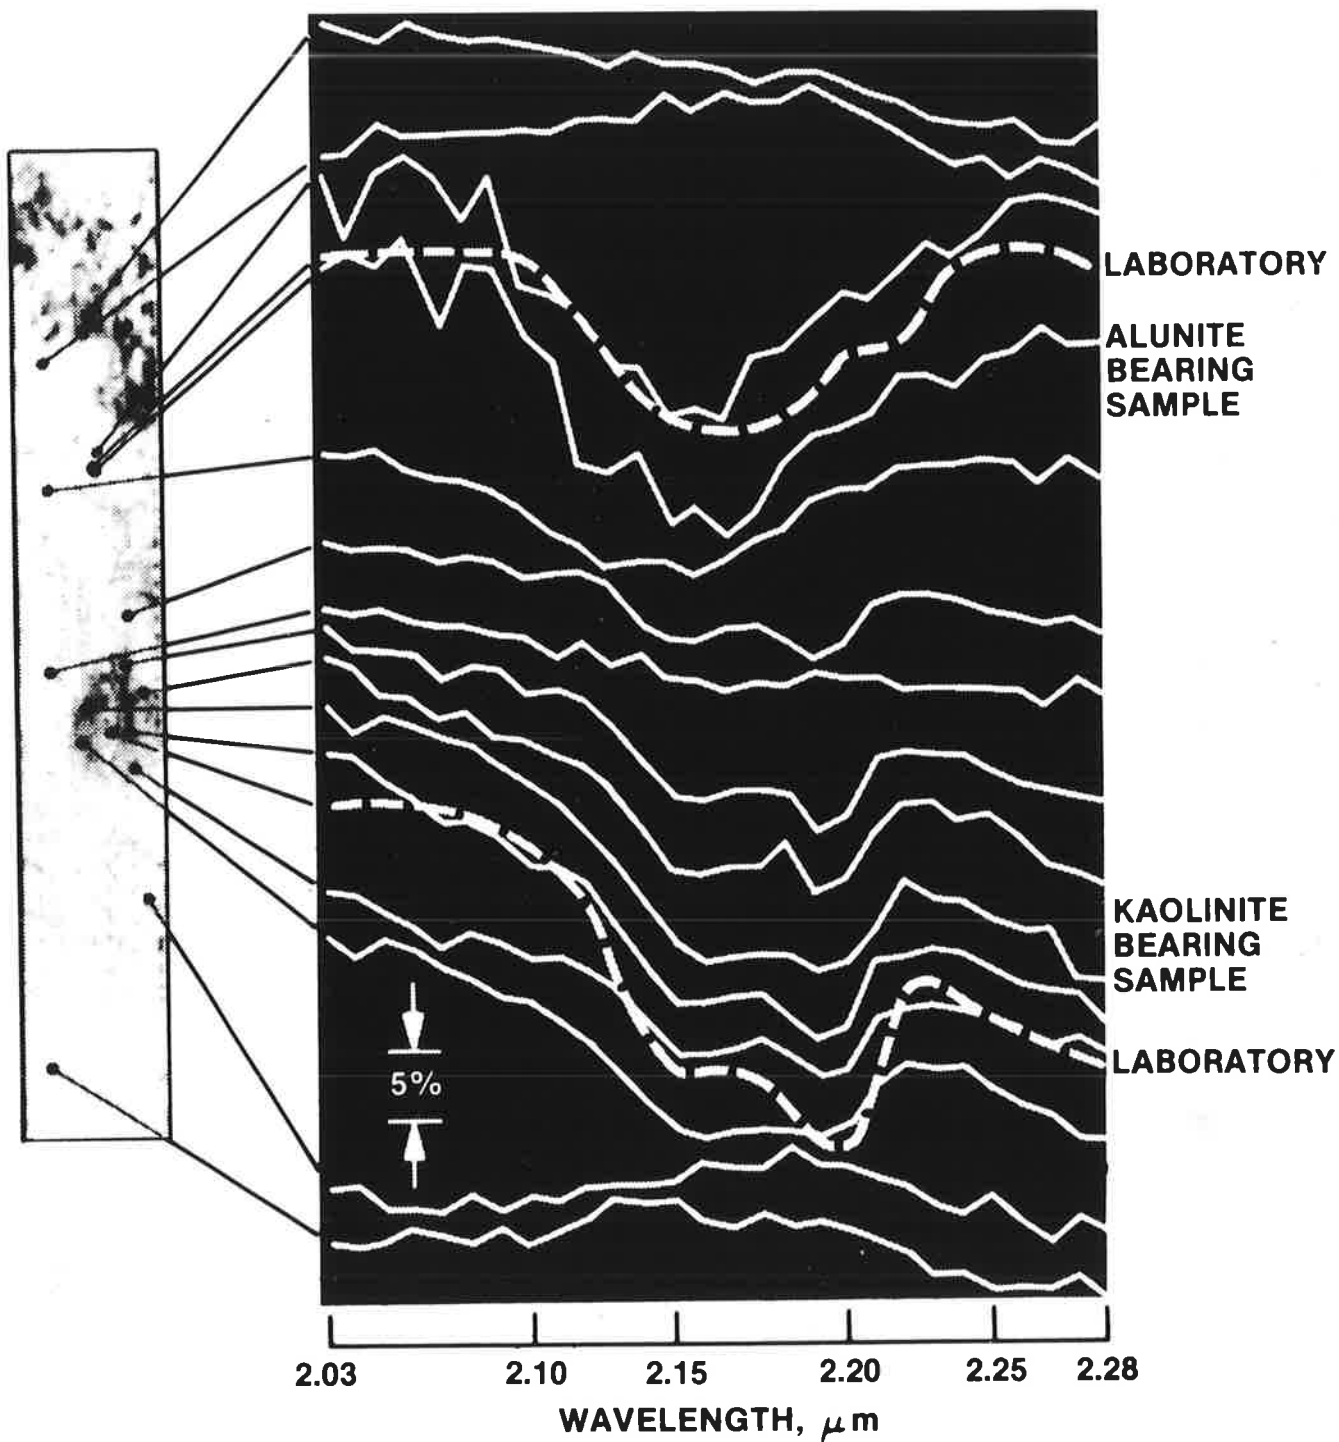 LABORATORY
ALUNITE
BEARING
SAMPLE
KAOLINITE
BEARING
SAMPLE
LABORATORY
5%
2.03 2.10 2.15 2.20 2.25 2.28
WAVELENGTH, μm